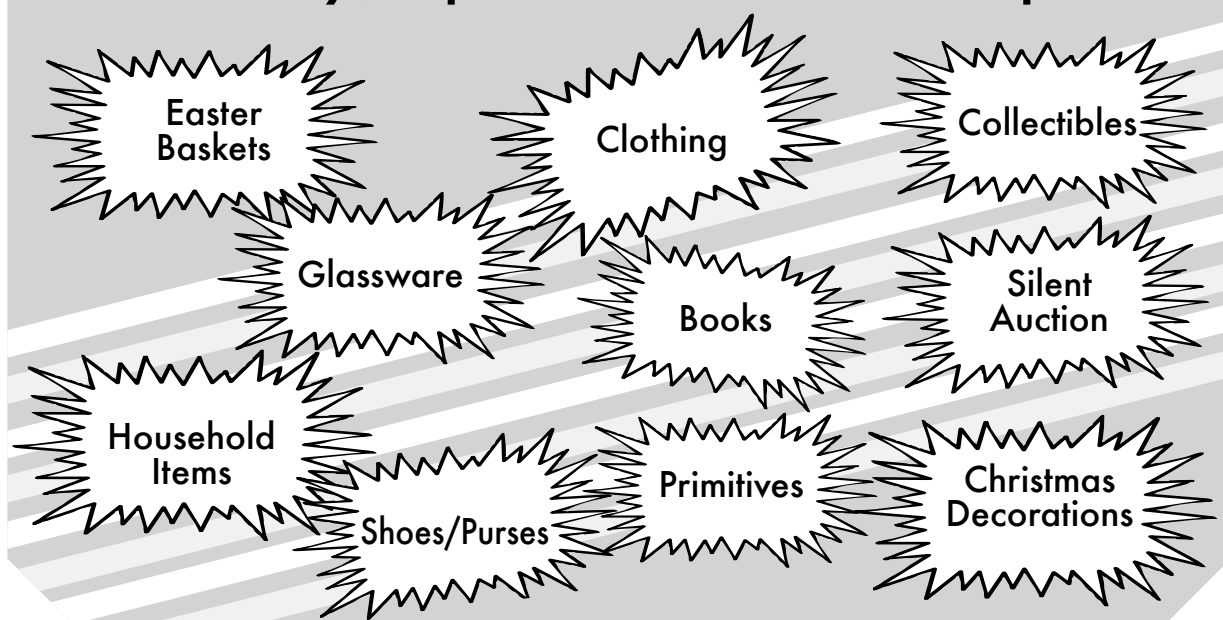 Easter
Baskets
Clothing
Collectibles
Glassware
Books
Silent
Auction
Household
Items
Shoes/Purses
Primitives
Christmas
Decorations